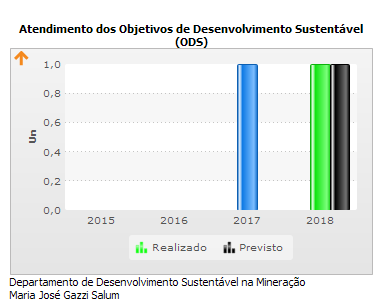 Atendimento dos Objetivos de Desenvolvimento Sustentável
(ODS)
1,0
0,8
0,6
0,4
0,2
0,0
Un
2015 2016 2017 2018
Realizado Previsto
Departamento de Desenvolvimento Sustentável na Mineração
Maria José Gazzi Salum